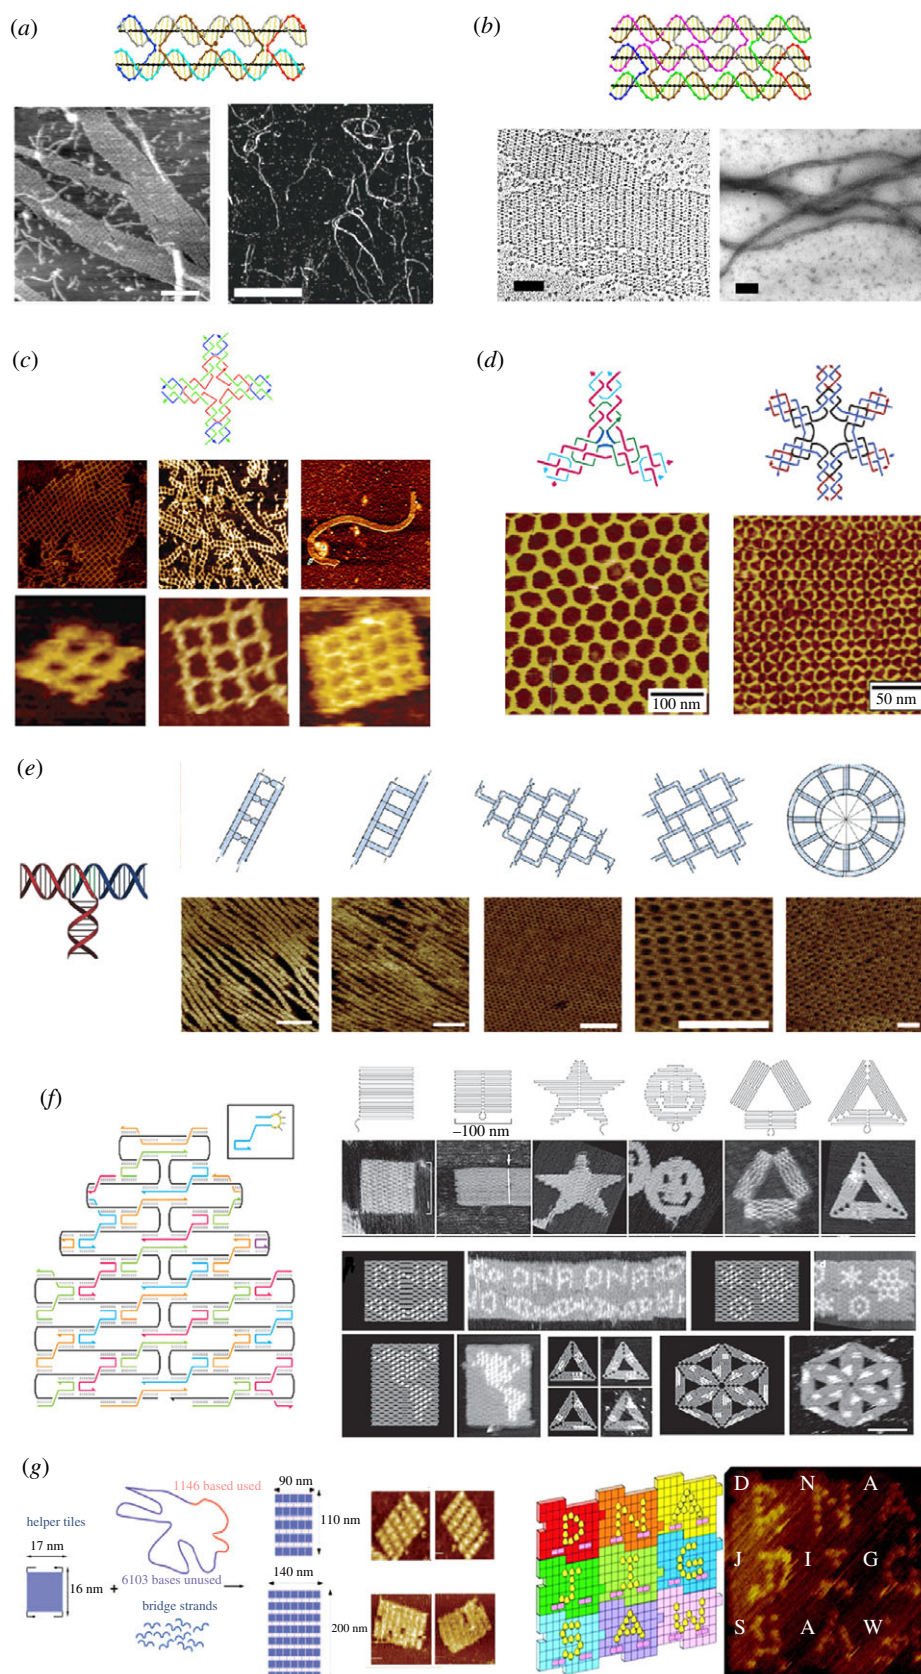 (a)
(b)
(c)
(d)
100 nm
50 nm
(e)
(f)
–100 nm
(g)
1146 based used
90 nm
110 nm
helper tiles
17 nm
16 nm
6103 bases unused
bridge strands
140 nm
200 nm
D N A
J I G
S A W
D N A
J I G
S A W